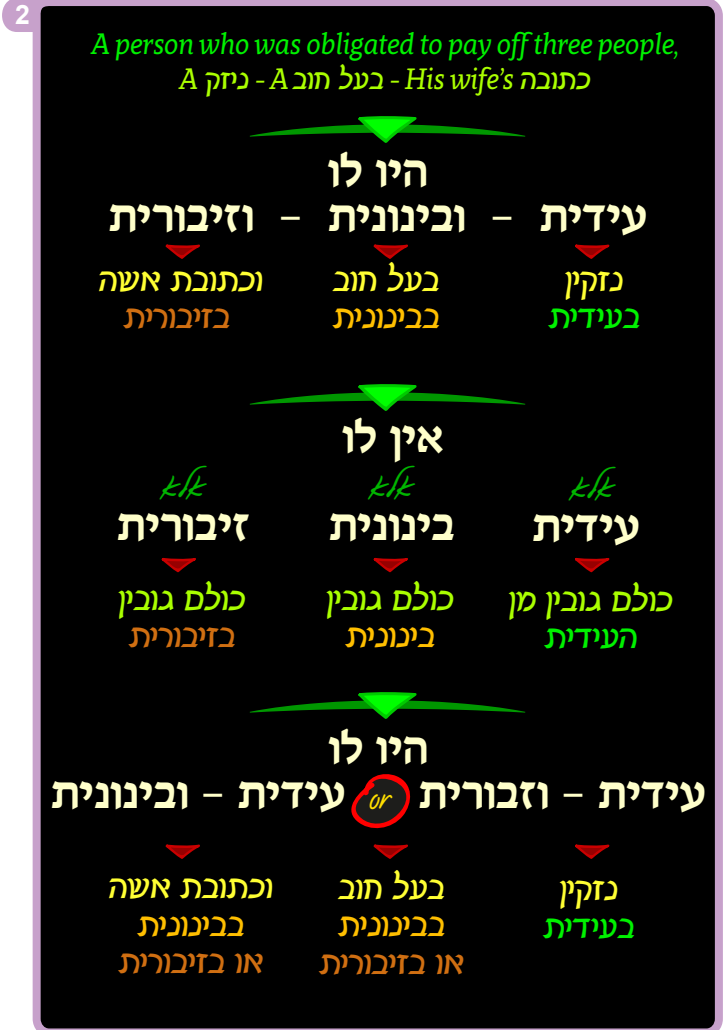 2
A person who was obligated to pay off three people,
A ניזק - A בעל חוב - His wife's כתובה
היו לו
עידית – ובינונית – וזיבורית
נזקין בעל חוב וכתובת אשה
בעידית בבינונית בזיבורית
אין לו
אלא אלא אלא
עידית בינונית זיבורית
כולם גובין מן כולם גובין כולם גובין
העידית בינונית בזיבורית
היו לו
עידית – וזבורית or עידית – ובינונית
נזקין בעל חוב וכתובת אשה
בעידית בבינונית בבינונית
או בזיבורית או בזיבורית